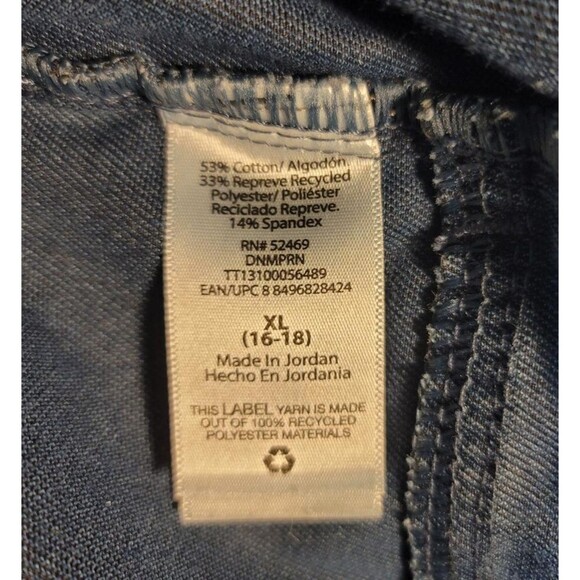 53% Cotton/ Algodón
33% Repreve Recycled
Polyester/ Poliéster
Reciclado Repreve.
14% Spandex
RN# 52469
DNMPRN
TT13100056489
EAN/UPC 8 8496828424
XL
(16-18)
Made In Jordan
Hecho En Jordania
THIS LABEL YARN IS MADE
OUT OF 100% RECYCLED
POLYESTER MATERIALS